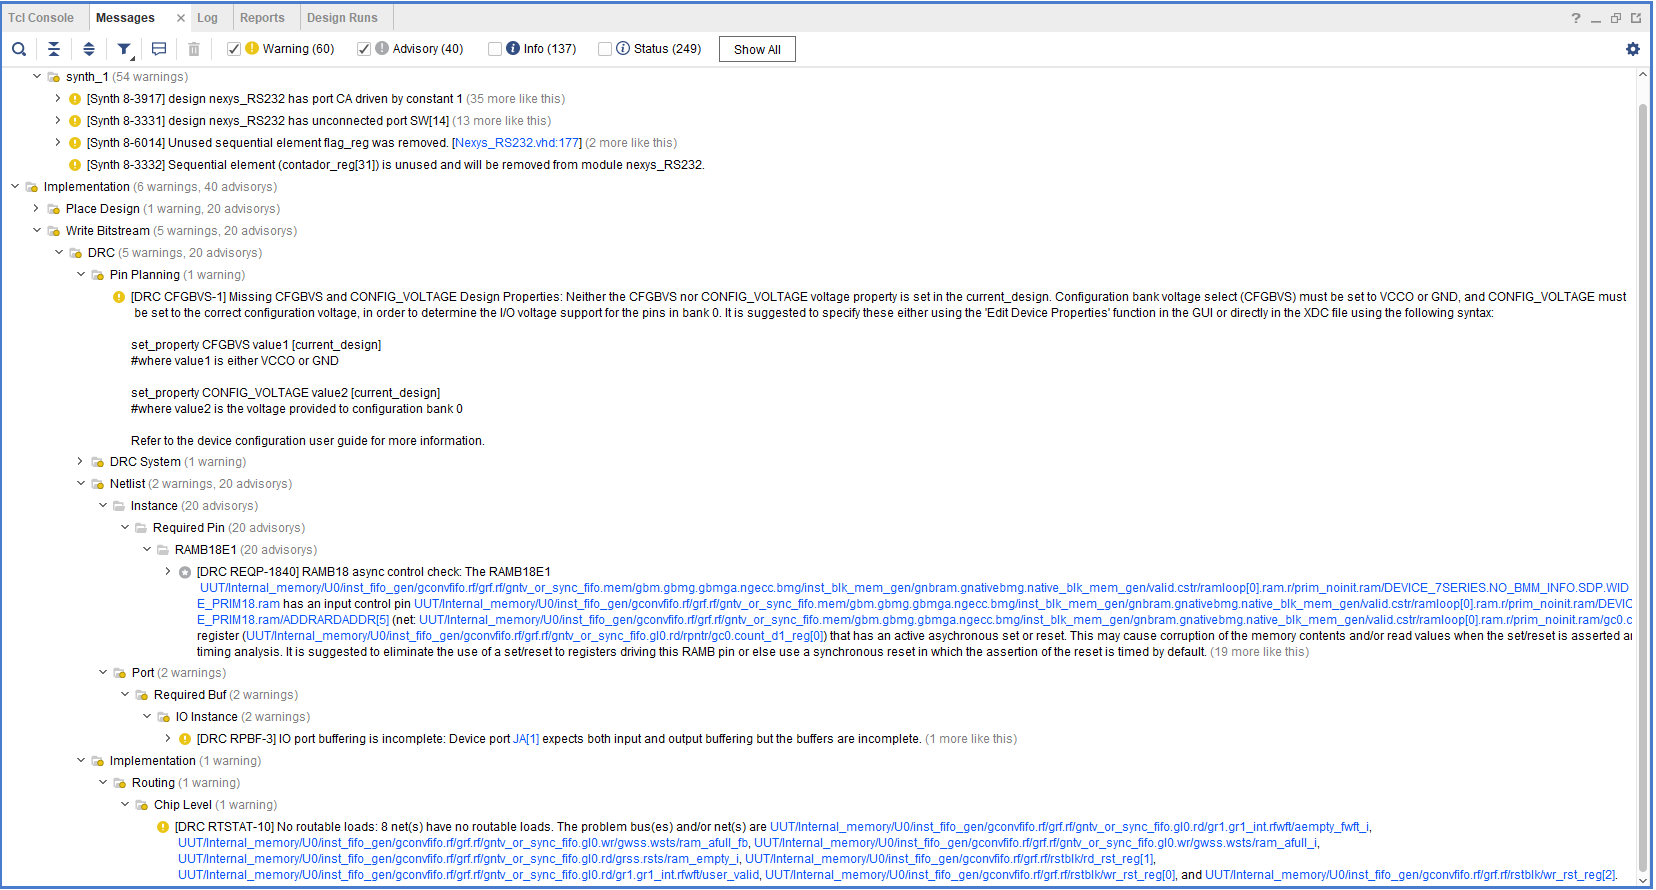 Tcl Console
Messages
Log
Reports
Design Runs
Warning (60)
Advisory (40)
Info (137)
Status (249)
Show All
synth_1 (54 warnings)
[Synth 8-3917] design nexys_RS232 has port CA driven by constant 1 (35 more like this)
[Synth 8-3331] design nexys_RS232 has unconnected port SW[14] (13 more like this)
[Synth 8-6014] Unused sequential element flag_reg was removed. [Nexys_RS232.vhd:177] (2 more like this)
[Synth 8-3332] Sequential element (contador_reg[31]) is unused and will be removed from module nexys_RS232.
Implementation (6 warnings, 40 advisorys)
Place Design (1 warning, 20 advisorys)
Write Bitstream (5 warnings, 20 advisorys)
DRC (5 warnings, 20 advisorys)
Pin Planning (1 warning)
[DRC CFGBVS-1] Missing CFGBVS and CONFIG_VOLTAGE Design Properties: Neither the CFGBVS nor CONFIG_VOLTAGE voltage property is set in the current_design. Configuration bank voltage select (CFGBVS) must be set to VCCO or GND, and CONFIG_VOLTAGE must
be set to the correct configuration voltage, in order to determine the I/O voltage support for the pins in bank 0. It is suggested to specify these either using the 'Edit Device Properties' function in the GUI or directly in the XDC file using the following syntax:
set_property CFGBVS value1 [current_design]
#where value1 is either VCCO or GND
set_property CONFIG_VOLTAGE value2 [current_design]
#where value2 is the voltage provided to configuration bank 0
Refer to the device configuration user guide for more information.
DRC System (1 warning)
Netlist (2 warnings, 20 advisorys)
Instance (20 advisorys)
Required Pin (20 advisorys)
RAMB18E1 (20 advisorys)
[DRC REQP-1840] RAMB18 async control check: The RAMB18E1
UUT/Internal_memory/U0/inst_fifo_gen/gconvfifo.rf/grf.rf/gntv_or_sync_fifo.mem/gbm.gbmg.gbmga.ngecc.bmg/inst_blk_mem_gen/gnbram.gnativebmg.native_blk_mem_gen/valid.cstr/ramloop[0].ram.r/prim_noinit.ram/DEVICE_7SERIES.NO_BMM_INFO.SDP.WID
E_PRIM18.ram has an input control pin UUT/Internal_memory/U0/inst_fifo_gen/gconvfifo.rf/grf.rf/gntv_or_sync_fifo.mem/gbm.gbmg.gbmga.ngecc.bmg/inst_blk_mem_gen/gnbram.gnativebmg.native_blk_mem_gen/valid.cstr/ramloop[0].ram.r/prim_noinit.ram/DEVIC
E_PRIM18.ram/ADDRARDADDR[5] (net: UUT/Internal_memory/U0/inst_fifo_gen/gconvfifo.rf/grf.rf/gntv_or_sync_fifo.mem/gbm.gbmg.gbmga.ngecc.bmg/inst_blk_mem_gen/gnbram.gnativebmg.native_blk_mem_gen/valid.cstr/ramloop[0].ram.r/prim_noinit.ram/gc0.c
register (UUT/Internal_memory/U0/inst_fifo_gen/gconvfifo.rf/grf.rf/gntv_or_sync_fifo.gl0.rd/rpntr/gc0.count_d1_reg[0]) that has an active asychronous set or reset. This may cause corruption of the memory contents and/or read values when the set/reset is asserted ar
timing analysis. It is suggested to eliminate the use of a set/reset to registers driving this RAMB pin or else use a synchronous reset in which the assertion of the reset is timed by default. (19 more like this)
Port (2 warnings)
Required Buf (2 warnings)
IO Instance (2 warnings)
[DRC RPBF-3] IO port buffering is incomplete: Device port JA[1] expects both input and output buffering but the buffers are incomplete. (1 more like this)
Implementation (1 warning)
Routing (1 warning)
Chip Level (1 warning)
[DRC RTSTAT-10] No routable loads: 8 net(s) have no routable loads. The problem bus(es) and/or net(s) are UUT/Internal_memory/U0/inst_fifo_gen/gconvfifo.rf/grf.rf/gntv_or_sync_fifo.gl0.rd/gr1.gr1_int.rfwft/aempty_fwft_i,
UUT/Internal_memory/U0/inst_fifo_gen/gconvfifo.rf/grf.rf/gntv_or_sync_fifo.gl0.wr/gwss.wsts/ram_afull_fb, UUT/Internal_memory/U0/inst_fifo_gen/gconvfifo.rf/grf.rf/gntv_or_sync_fifo.gl0.wr/gwss.wsts/ram_afull_i,
UUT/Internal_memory/U0/inst_fifo_gen/gconvfifo.rf/grf.rf/gntv_or_sync_fifo.gl0.rd/grss.rsts/ram_empty_i, UUT/Internal_memory/U0/inst_fifo_gen/gconvfifo.rf/grf.rf/rstblk/rd_rst_reg[1],
UUT/Internal_memory/U0/inst_fifo_gen/gconvfifo.rf/grf.rf/gntv_or_sync_fifo.gl0.rd/gr1.gr1_int.rfwft/user_valid, UUT/Internal_memory/U0/inst_fifo_gen/gconvfifo.rf/grf.rf/rstblk/wr_rst_reg[0], and UUT/Internal_memory/U0/inst_fifo_gen/gconvfifo.rf/grf.rf/rstblk/wr_rst_reg[2].